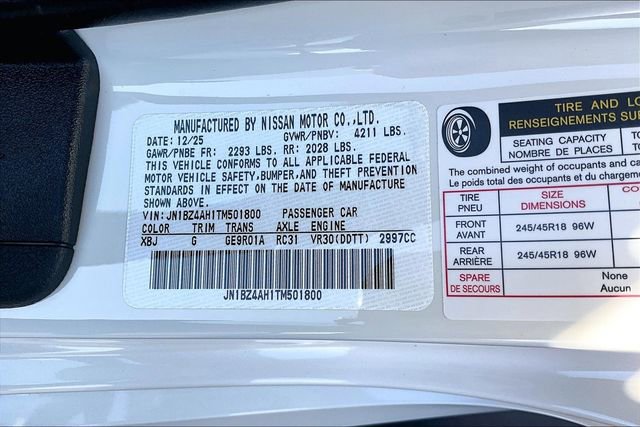 MANUFACTURED BY NISSAN MOTOR CO.,LTD.
DATE: 12/25 GVWR/PNBV: 4211 LBS.
GAWR/PNBE FR: 2293 LBS. RR: 2028 LBS.
THIS VEHICLE CONFORMS TO ALL APPLICABLE FEDERAL
MOTOR VEHICLE SAFETY,BUMPER,AND THEFT PREVENTION
STANDARDS IN EFFECT ON THE DATE OF MANUFACTURE
SHOWN ABOVE.
VIN: JN1BZ4AH1TM501800 PASSENGER CAR
COLOR TRIM TRANS AXLE ENGINE
XBJ G GE9R01A RC31 VR30(DDTT) 2997CC
JN1BZ4AH1TM501800
TIRE AND LO
RENSEIGNEMENTS SU
SEATING CAPACITY
NOMBRE DE PLACES
The combined weight of occupants and c
Le poids total des occupants et du chargeme
TIRE
PNEU
SIZE
DIMENSIONS
FRONT
AVANT
245/45R18 96W
REAR
ARRIÈRE
245/45R18 96W
SPARE
DE SECOURS
None
Aucun